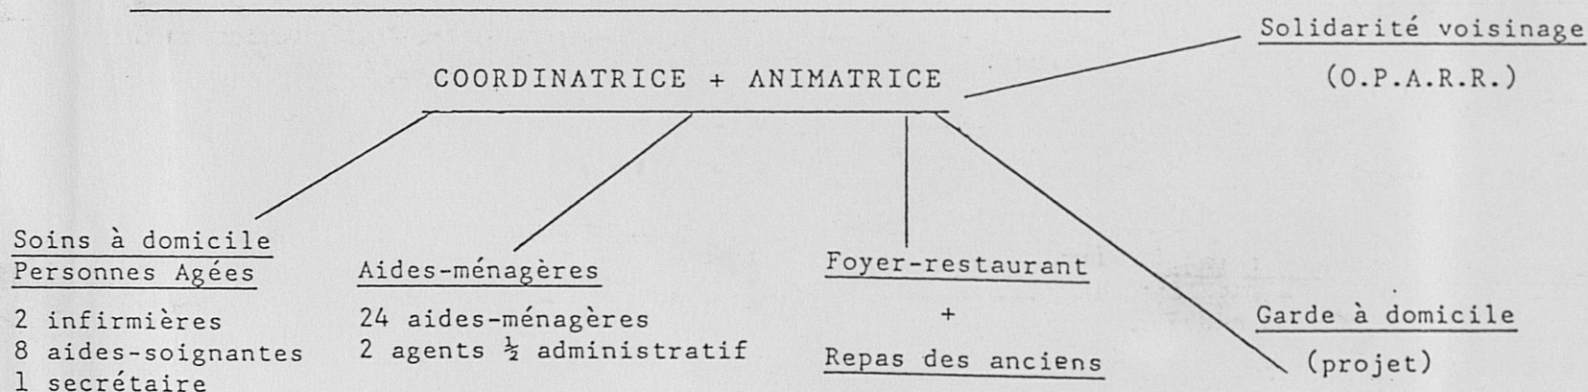 Solidarité voisinage
(O.P.A.R.R.)
COORDINATRICE + ANIMATRICE
Soins à domicile
Personnes Agées
2 infirmières
8 aides-soignantes
1 secrétaire
Aides-ménagères
24 aides-ménagères
2 agents ½ administratif
Foyer-restaurant
+
Repas des anciens
Garde à domicile
(projet)